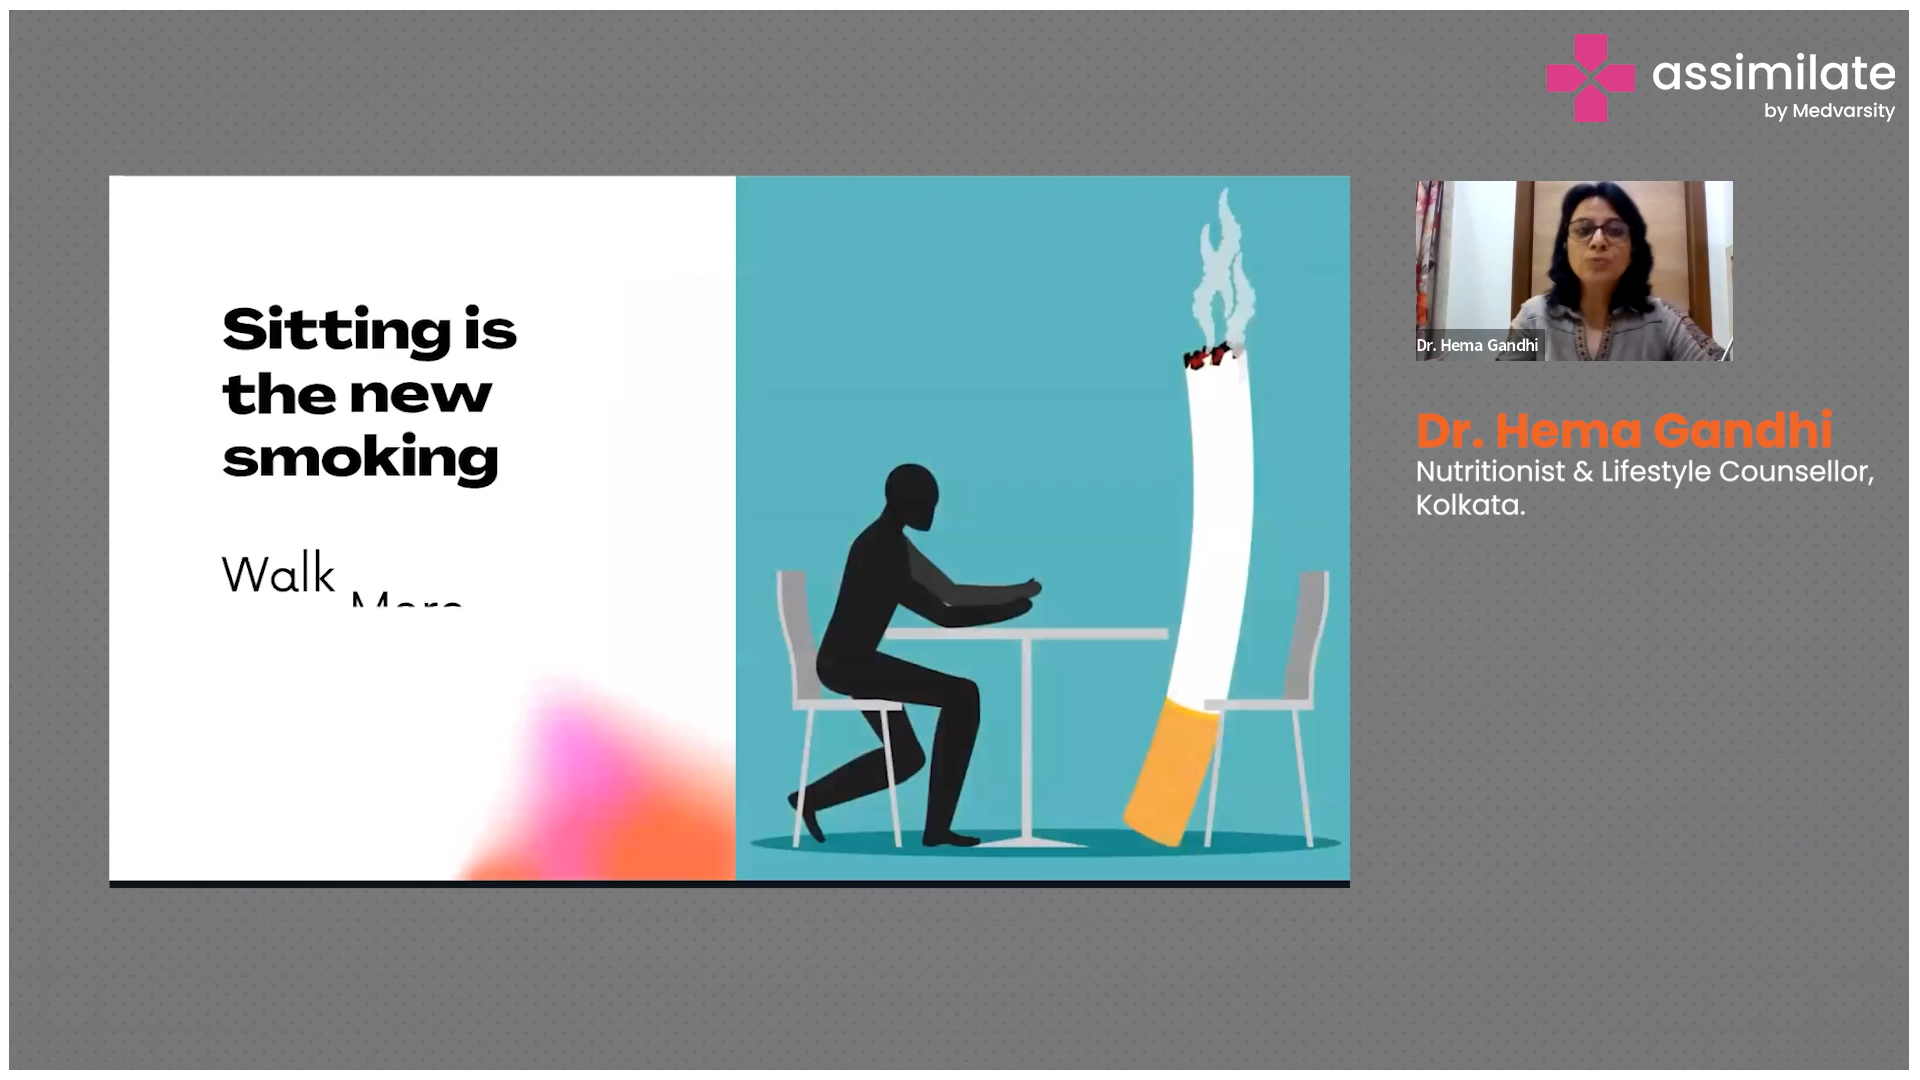 assimilate
by Medvarsity
Sitting is
the new
smoking
Walk
More
Dr. Hema Gandhi
Dr. Hema Gandhi
Nutritionist & Lifestyle Counsellor,
Kolkata.